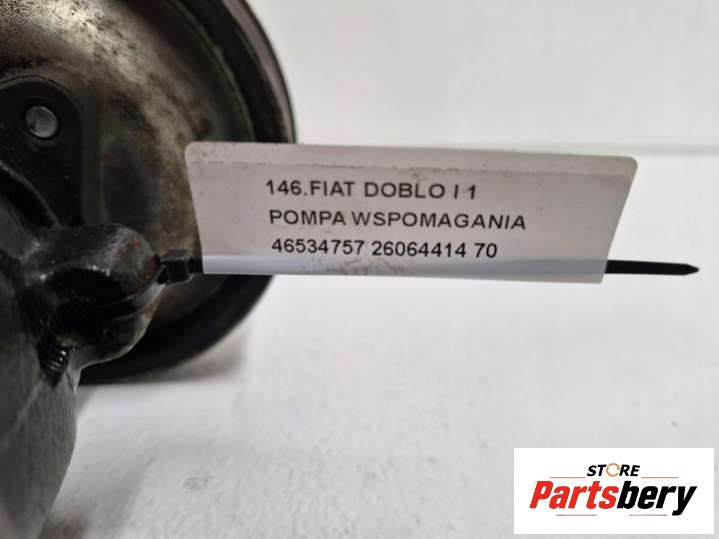 146.FIAT DOBLO I 1
POMPA WSPOMAGANIA
46534757 26064414 70
STORE
Partsbery